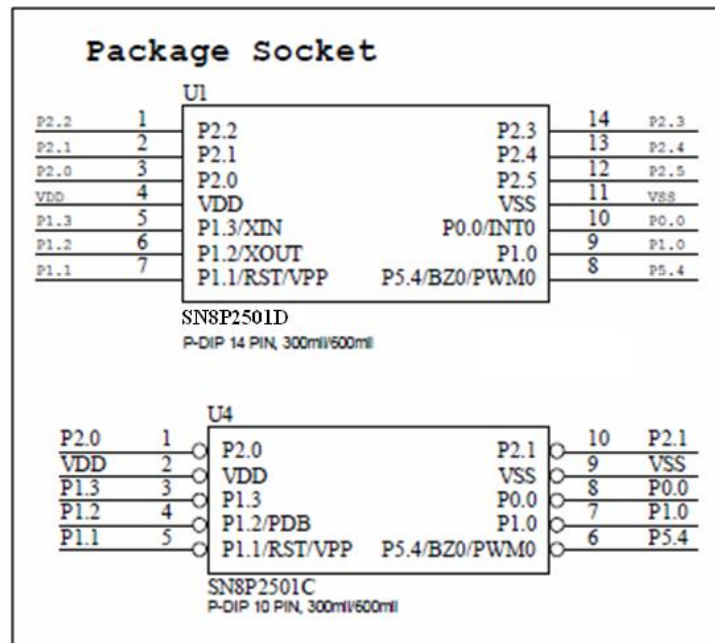 Package Socket
U1
P2.2 1 P2.2 P2.3 14 P2.3
P2.1 2 P2.1 P2.4 13 P2.4
P2.0 3 P2.0 P2.5 12 P2.5
VDD 4 VDD VSS 11 VSS
P1.3 5 P1.3/XIN P0.0/INT0 10 P0.0
P1.2 6 P1.2/XOUT P1.0 9 P1.0
P1.1 7 P1.1/RST/VPP P5.4/BZ0/PWM0 8 P5.4
SN8P2501D
P-DIP 14 PIN, 300mil/600mil
U4
P2.0 1 P2.0 P2.1 10 P2.1
VDD 2 VDD VSS 9 VSS
P1.3 3 P1.3 P0.0 8 P0.0
P1.2 4 P1.2/PDB P1.0 7 P1.0
P1.1 5 P1.1/RST/VPP P5.4/BZ0/PWM0 6 P5.4
SN8P2501C
P-DIP 10 PIN, 300mil/600mil